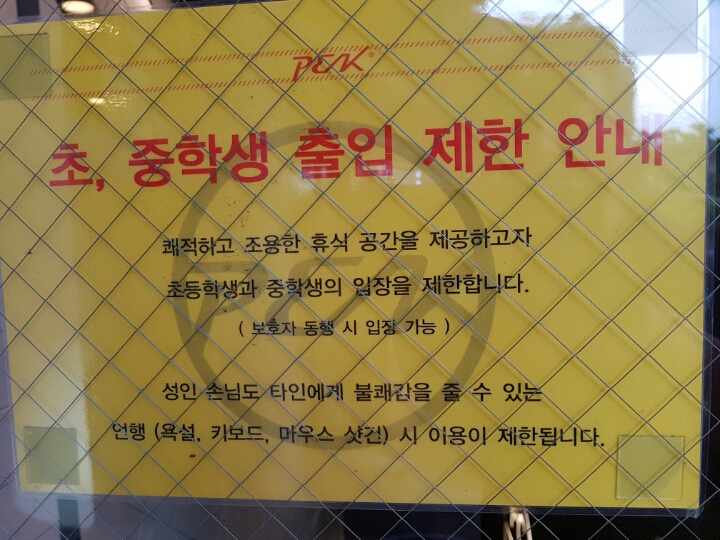 PEAK
초, 중학생 출입 제한 안내
쾌적하고 조용한 휴식 공간을 제공하고자
초등학생과 중학생의 입장을 제한합니다.
( 보호자 동행 시 입장 가능 )
성인 손님도 타인에게 불쾌감을 줄 수 있는
언행 (욕설, 키보드, 마우스 샷건) 시 이용이 제한됩니다.